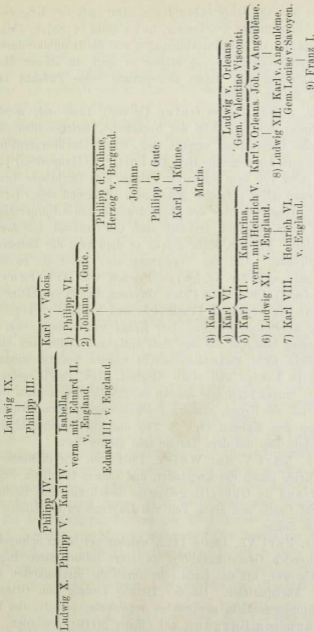 Ludwig IX.
Philipp III.
Philipp IV. Karl v. Valois.
Ludwig X. Philipp V. Karl IV. Isabella,
verm. mit Eduard II.
v. England.
Eduard III. v. England.
1) Philipp VI.
2) Johann d. Gute.
Philipp d. Kühne,
Herzog v. Burgund.
Johann.
Philipp d. Gute.
Karl d. Kühne.
Maria.
3) Karl V.
4) Karl VI. Ludwig v. Orleans,
Gem. Valentine Visconti.
5) Karl VII. Katharina, Karl v. Orleans. Joh. v. Angoulême.
verm. mit Heinrich V.
6) Ludwig XI. v. England. 8) Ludwig XII. Karl v. Angoulême,
Gem. Louise v. Savoyen.
7) Karl VIII. Heinrich VI. 9) Franz I.
v. England.